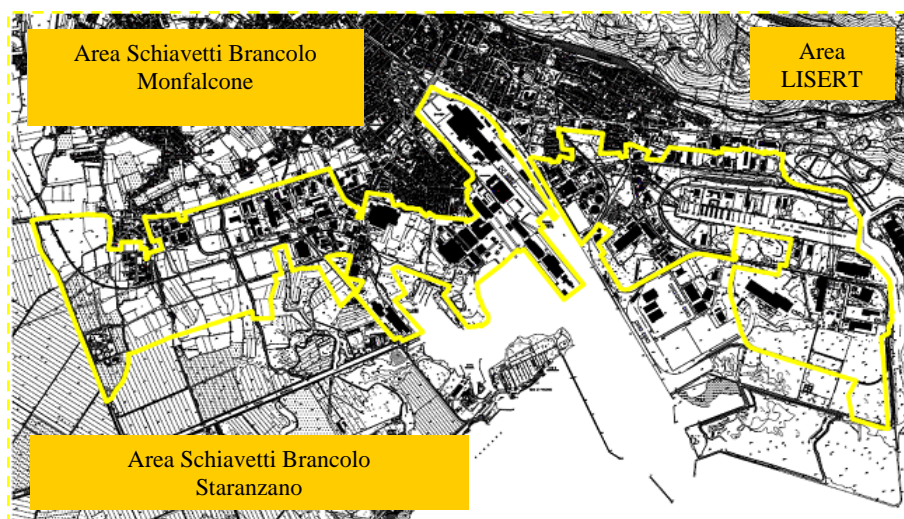 Area Schiavetti Brancolo
Monfalcone
Area
LISERT
Area Schiavetti Brancolo
Staranzano